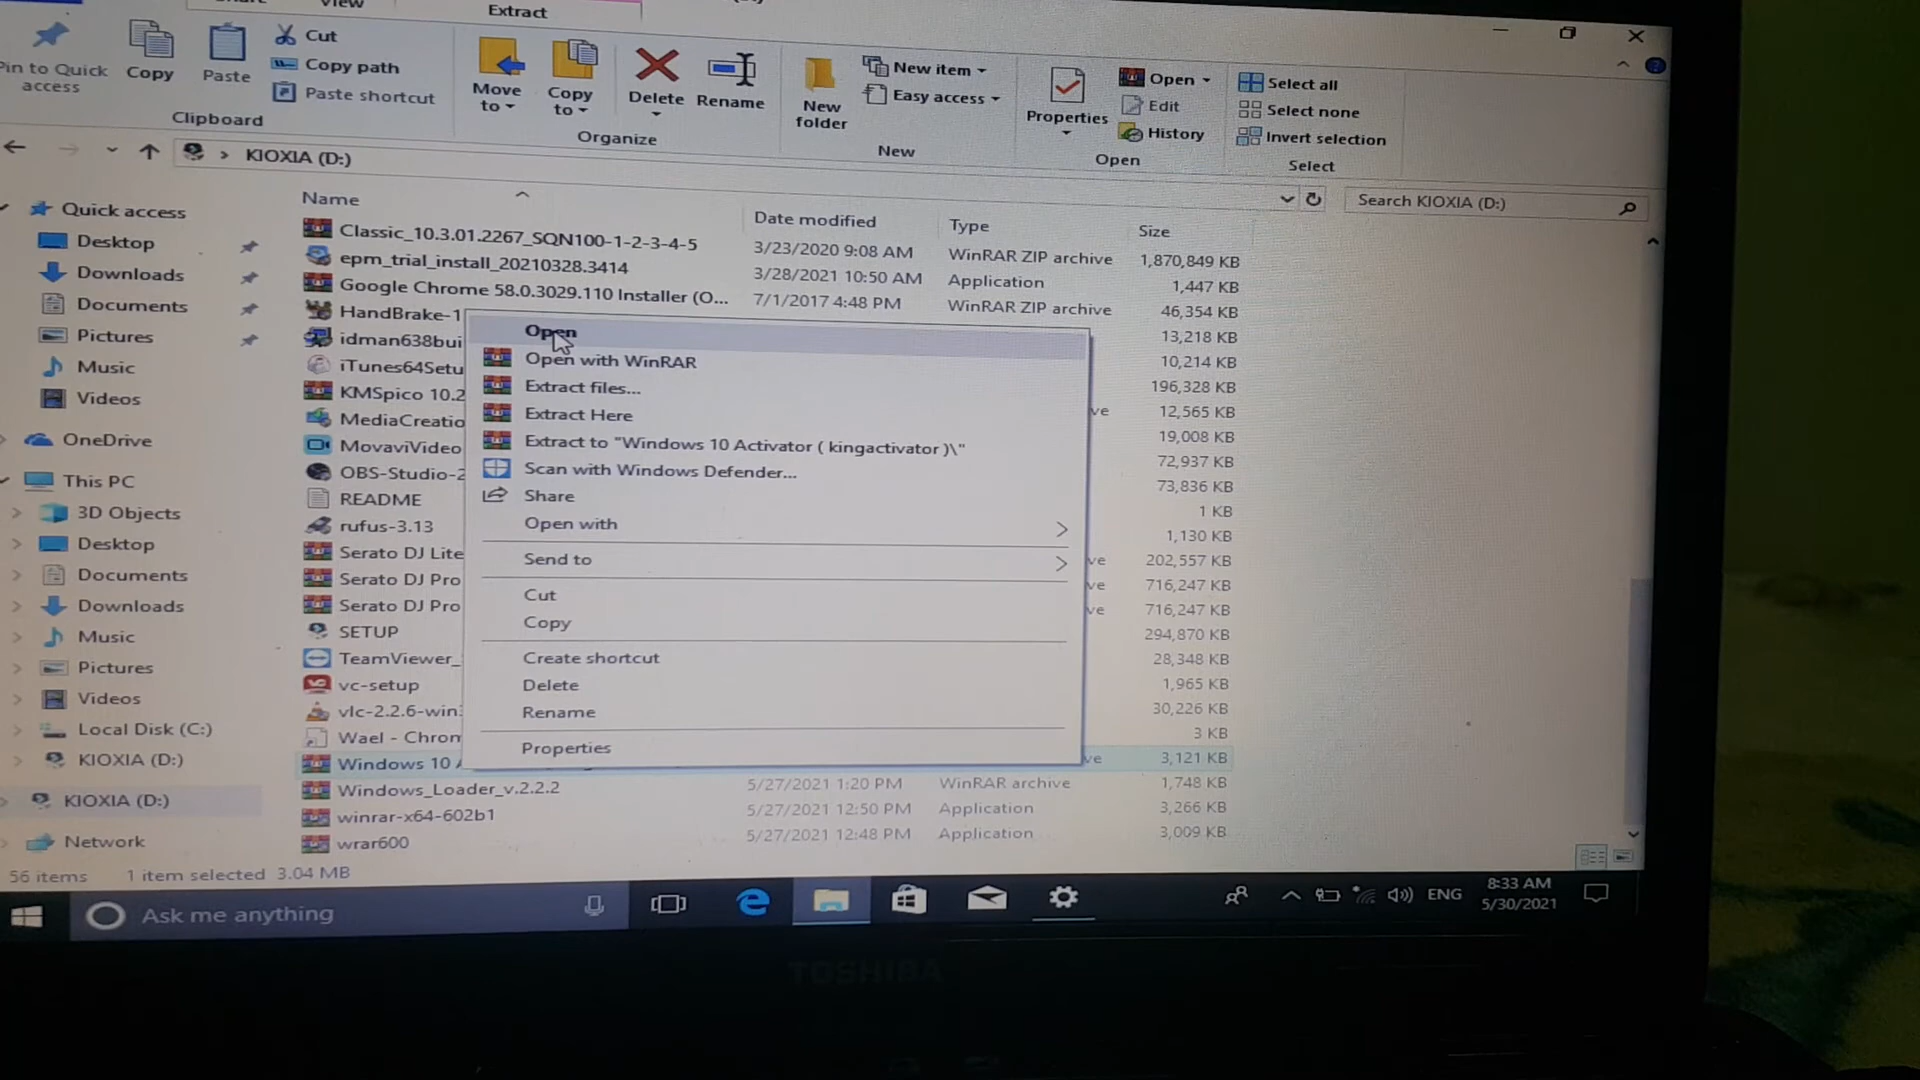 View
Extract
Pin to Quick access
Copy
Paste
Cut
Copy path
Paste shortcut
Clipboard
Move to
Copy to
Delete
Rename
Organize
New folder
New item
Easy access
New
Properties
Open
Edit
History
Open
Select all
Select none
Invert selection
Select
KIOXIA (D:)
Search KIOXIA (D:)
Name Date modified Type Size
Classic_10.3.01.2267_SQN100-1-2-3-4-5 3/23/2020 9:08 AM WinRAR ZIP archive 1,870,849 KB
epm_trial_install_20210328.3414 3/28/2021 10:50 AM Application 1,447 KB
Google Chrome 58.0.3029.110 Installer (O... 7/1/2017 4:48 PM WinRAR ZIP archive 46,354 KB
HandBrake-1 13,218 KB
idman638bui 10,214 KB
iTunes64Setu 196,328 KB
KMSpico 10.2 ve 12,565 KB
MediaCreatio 19,008 KB
MovaviVideo 72,937 KB
OBS-Studio-2 73,836 KB
README 1 KB
rufus-3.13 1,130 KB
Serato DJ Lite ve 202,557 KB
Serato DJ Pro ve 716,247 KB
Serato DJ Pro ve 716,247 KB
SETUP 294,870 KB
TeamViewer_ 28,348 KB
vc-setup 1,965 KB
vlc-2.2.6-win 30,226 KB
Wael - Chrom 3 KB
Windows 10 ve 3,121 KB
Windows_Loader_v.2.2.2 5/27/2021 1:20 PM WinRAR archive 1,748 KB
winrar-x64-602b1 5/27/2021 12:50 PM Application 3,266 KB
wrar600 5/27/2021 12:48 PM Application 3,009 KB
Open
Open with WinRAR
Extract files...
Extract Here
Extract to "Windows 10 Activator ( kingactivator )\"
Scan with Windows Defender...
Share
Open with
Send to
Cut
Copy
Create shortcut
Delete
Rename
Properties
Quick access
Desktop
Downloads
Documents
Pictures
Music
Videos
OneDrive
This PC
3D Objects
Desktop
Documents
Downloads
Music
Pictures
Videos
Local Disk (C:)
KIOXIA (D:)
KIOXIA (D:)
Network
56 items 1 item selected 3.04 MB
Ask me anything
ENG
8:33 AM
5/30/2021
TOSHIBA